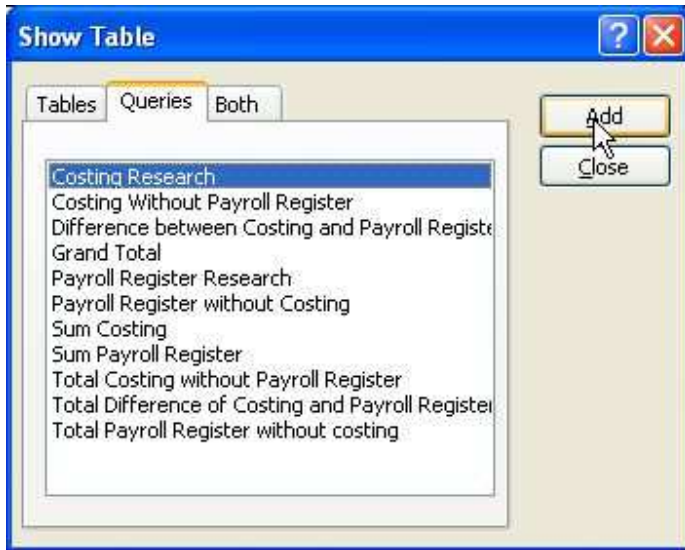 Show Table
Tables Queries Both
Add
Close
Costing Research
Costing Without Payroll Register
Difference between Costing and Payroll Registe
Grand Total
Payroll Register Research
Payroll Register without Costing
Sum Costing
Sum Payroll Register
Total Costing without Payroll Register
Total Difference of Costing and Payroll Register
Total Payroll Register without costing